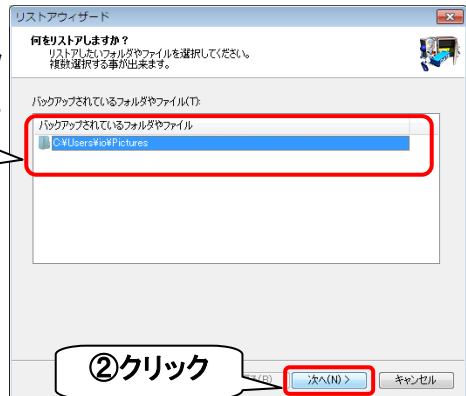 リストアウィザード
何をリストアしますか?
リストアしたいフォルダやファイルを選択してください。
複数選択する事が出来ます。
バックアップされているフォルダやファイル(T):
バックアップされているフォルダやファイル
C:¥Users¥io¥Pictures
②クリック
(B)
次へ(N) >
キャンセル